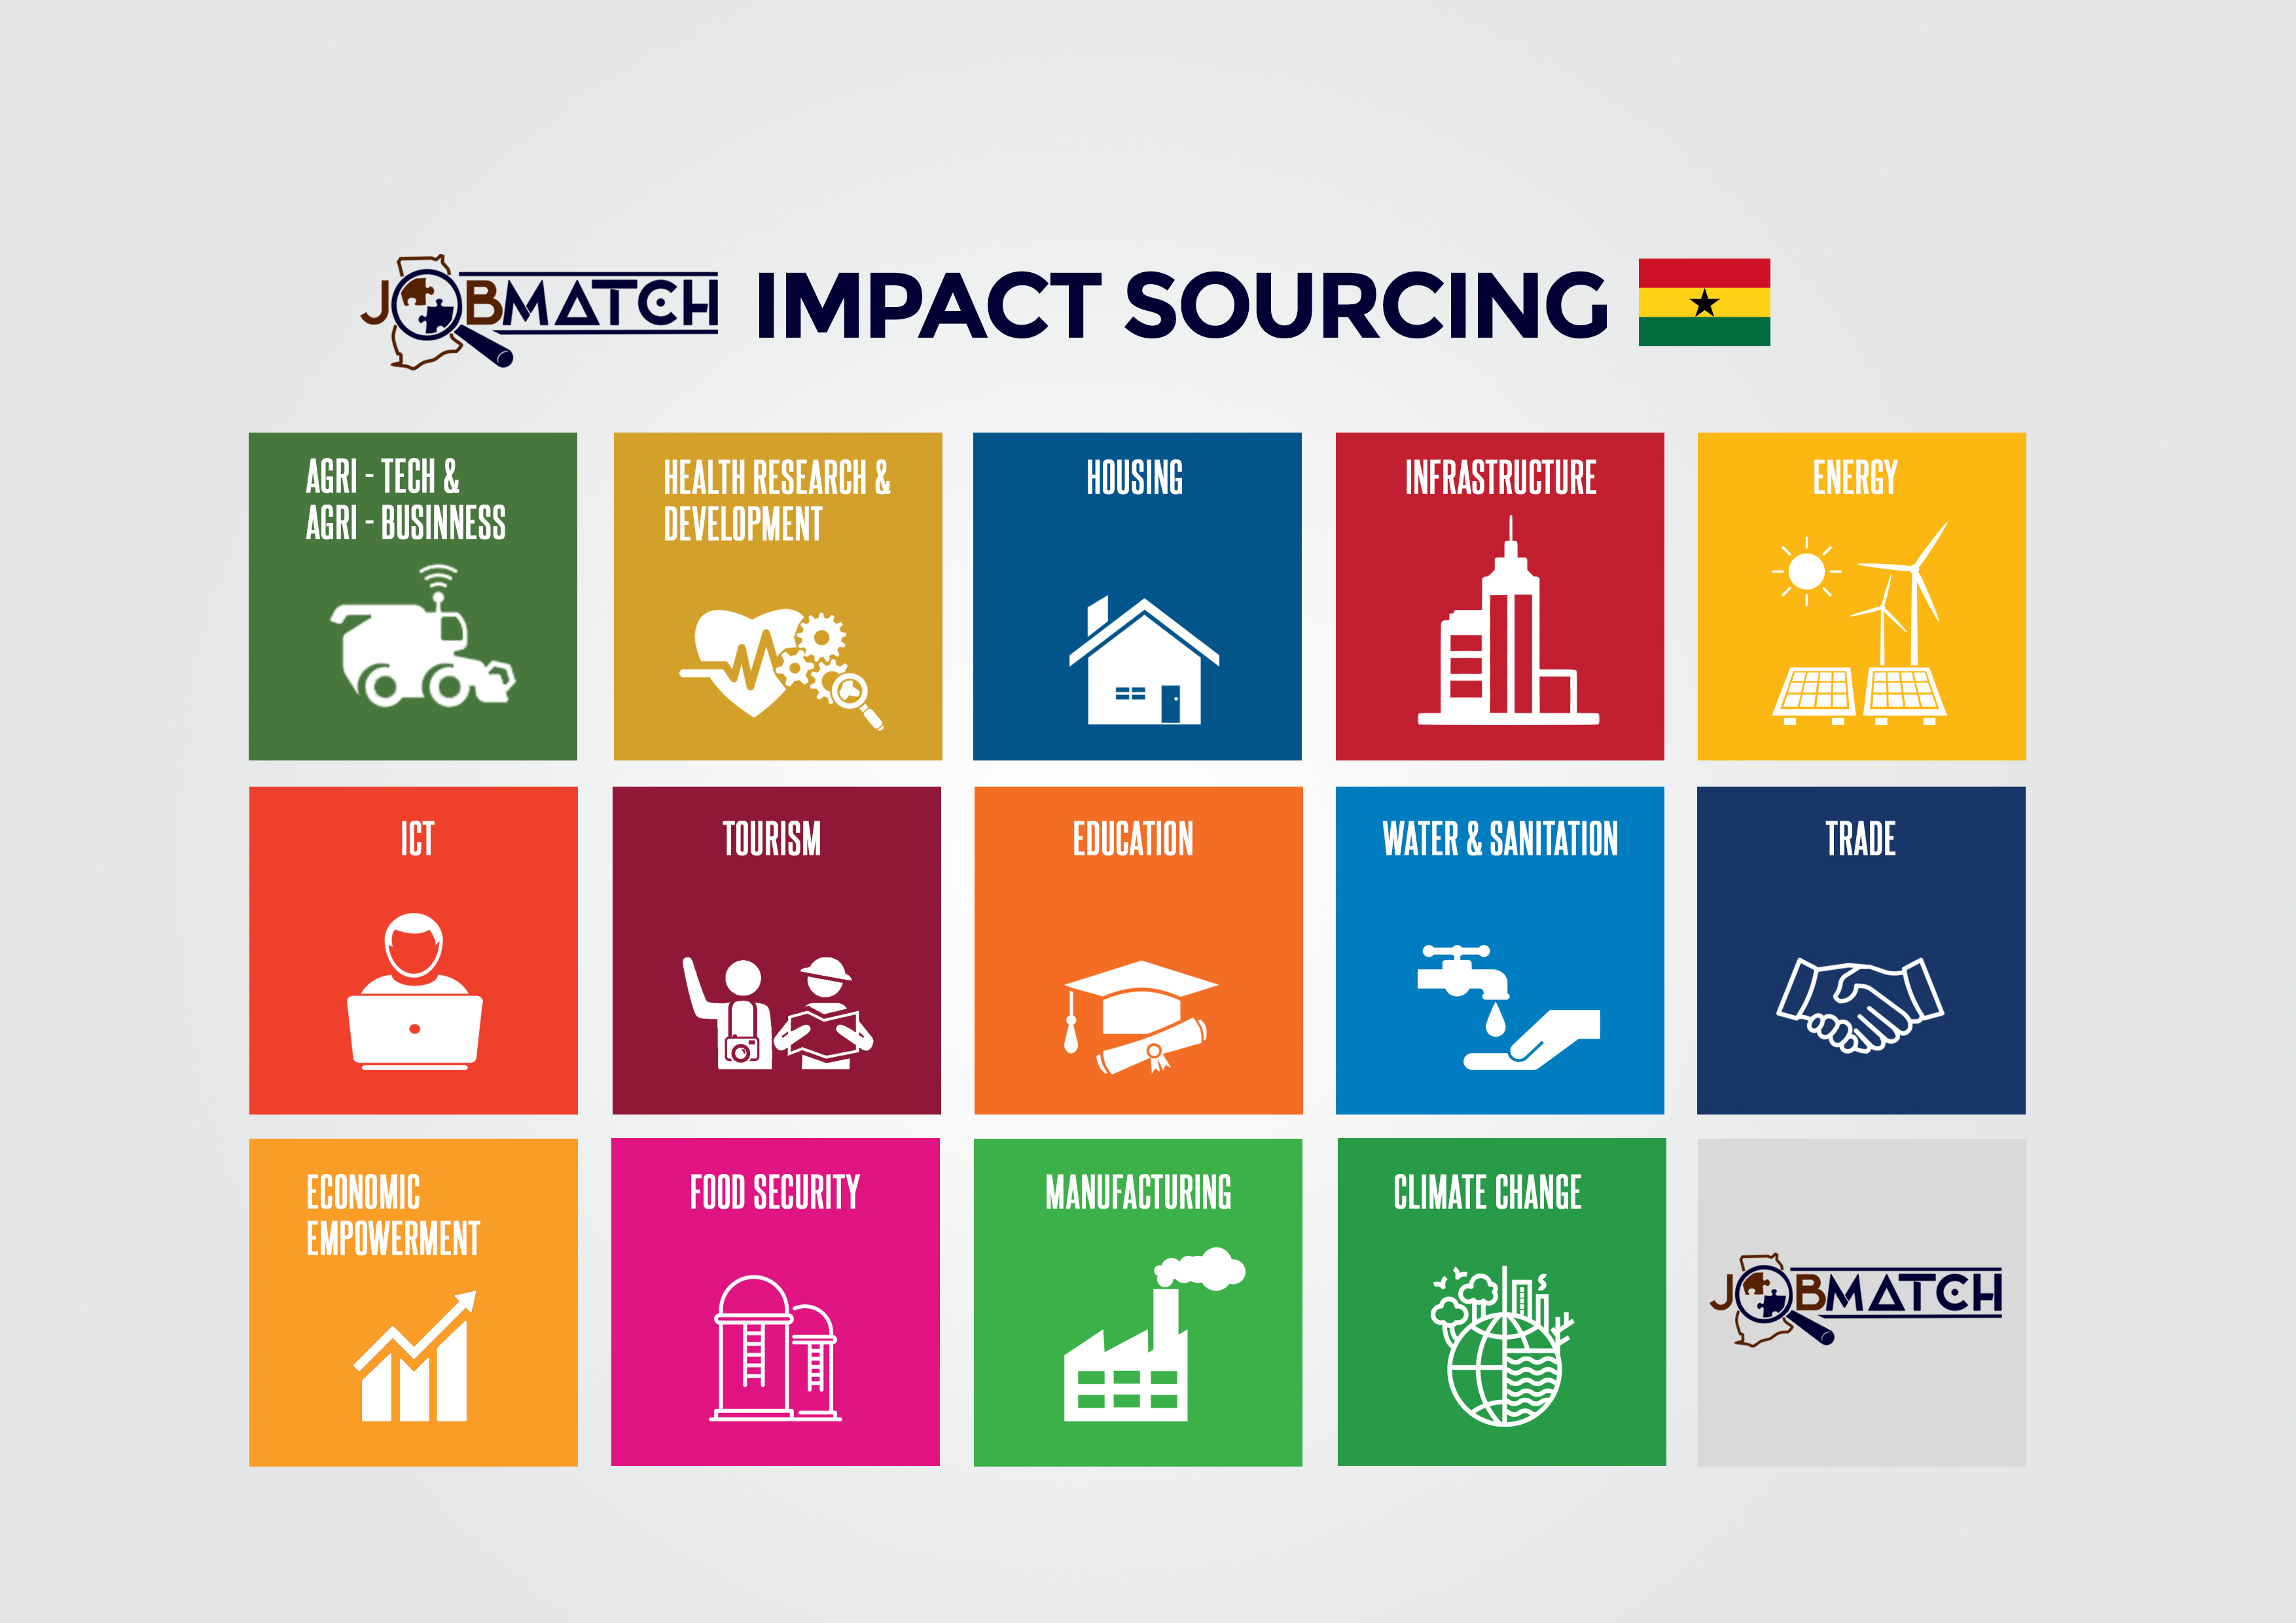 JOBMATCH IMPACT SOURCING
AGRI - TECH &
AGRI - BUSINNESS
HEALTH RESEARCH &
DEVELOPMENT
HOUSING
INFRASTRUCTURE
ENERGY
ICT
TOURISM
EDUCATION
WATER & SANITATION
TRADE
ECONOMIC
EMPOWERMENT
FOOD SECURITY
MANUFACTURING
CLIMATE CHANGE
JOBMATCH